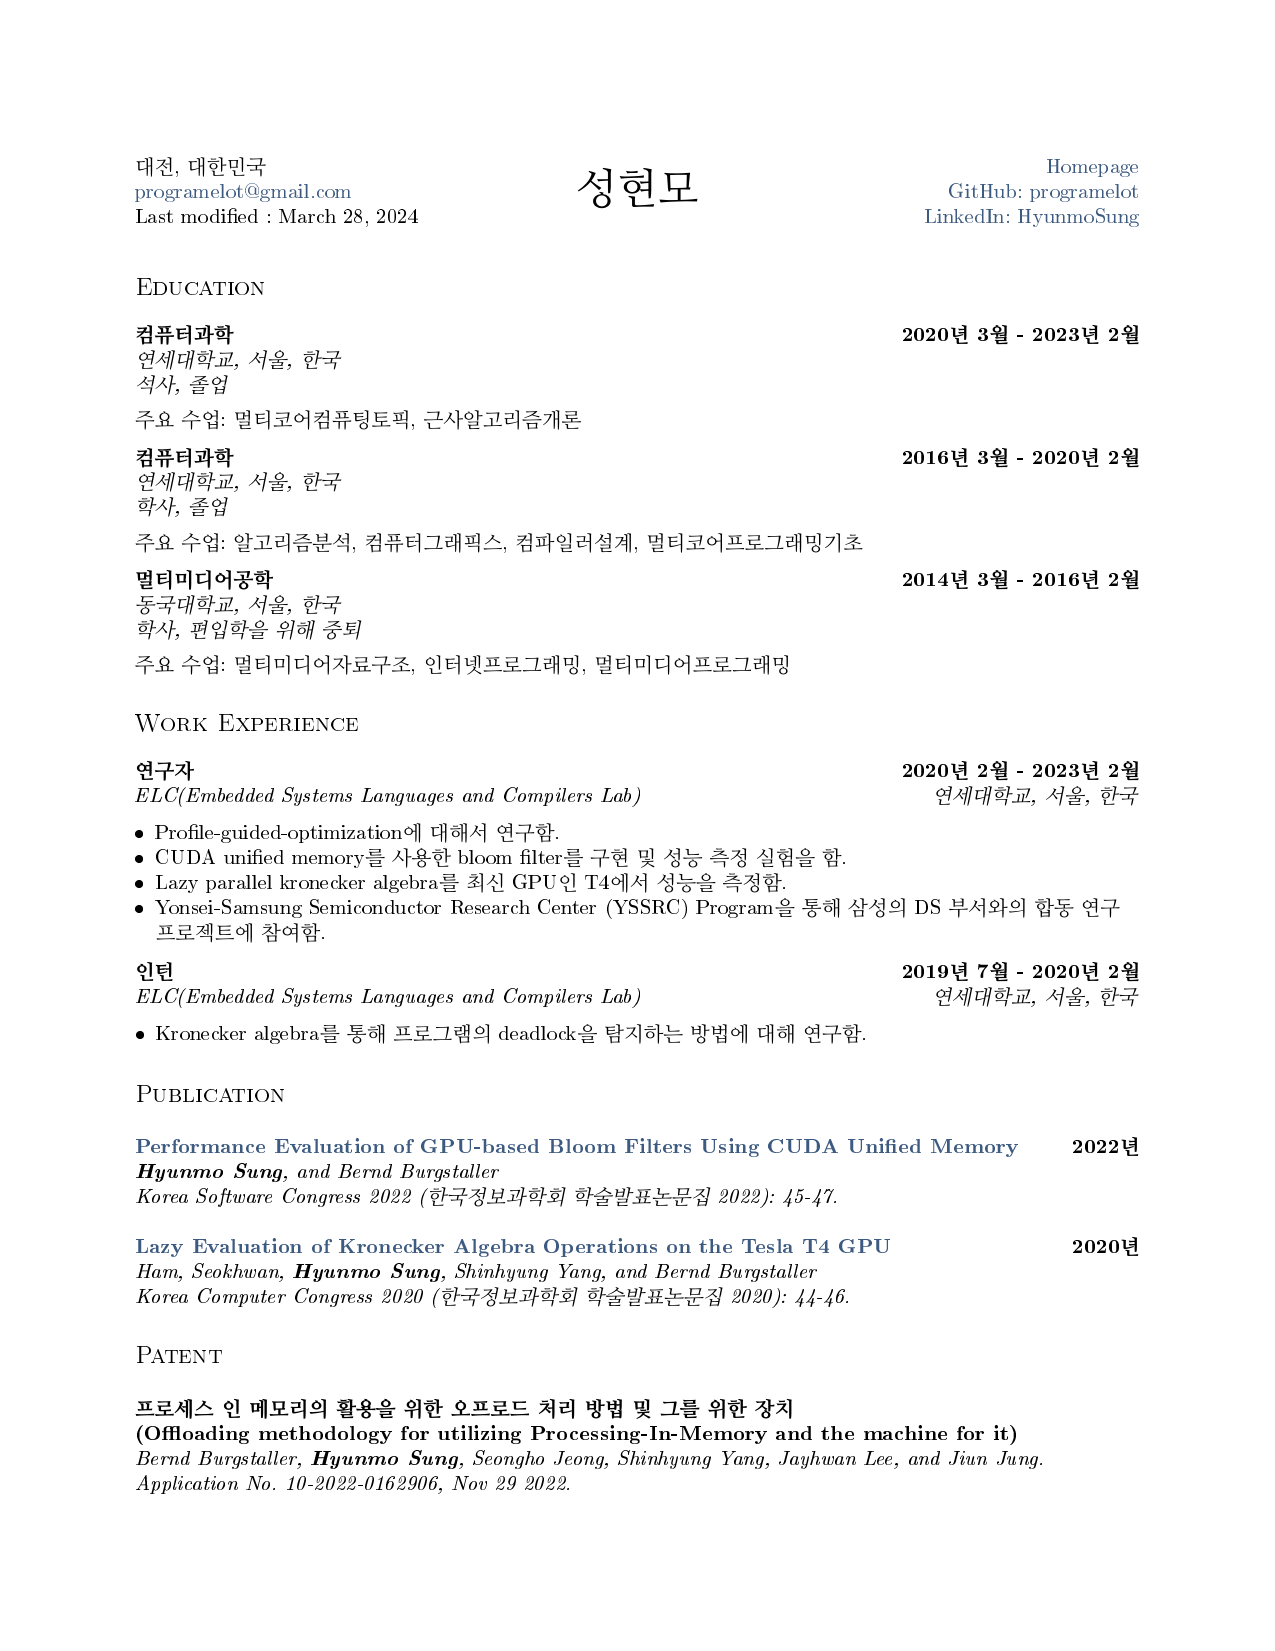 대전, 대한민국
programelot@gmail.com
Last modified : March 28, 2024
성현모
Homepage
GitHub: programelot
LinkedIn: HyunmoSung
Education
컴퓨터과학 2020년 3월 - 2023년 2월
연세대학교, 서울, 한국
석사, 졸업
주요 수업: 멀티코어컴퓨팅토픽, 근사알고리즘개론
컴퓨터과학 2016년 3월 - 2020년 2월
연세대학교, 서울, 한국
학사, 졸업
주요 수업: 알고리즘분석, 컴퓨터그래픽스, 컴파일러설계, 멀티코어프로그래밍기초
멀티미디어공학 2014년 3월 - 2016년 2월
동국대학교, 서울, 한국
학사, 편입학을 위해 중퇴
주요 수업: 멀티미디어자료구조, 인터넷프로그래밍, 멀티미디어프로그래밍
Work Experience
연구자 2020년 2월 - 2023년 2월
ELC(Embedded Systems Languages and Compilers Lab) 연세대학교, 서울, 한국
• Profile-guided-optimization에 대해서 연구함.
• CUDA unified memory를 사용한 bloom filter를 구현 및 성능 측정 실험을 함.
• Lazy parallel kronecker algebra를 최신 GPU인 T4에서 성능을 측정함.
• Yonsei-Samsung Semiconductor Research Center (YSSRC) Program을 통해 삼성의 DS 부서와의 합동 연구
프로젝트에 참여함.
인턴 2019년 7월 - 2020년 2월
ELC(Embedded Systems Languages and Compilers Lab) 연세대학교, 서울, 한국
• Kronecker algebra를 통해 프로그램의 deadlock을 탐지하는 방법에 대해 연구함.
Publication
Performance Evaluation of GPU-based Bloom Filters Using CUDA Unified Memory 2022년
Hyunmo Sung, and Bernd Burgstaller
Korea Software Congress 2022 (한국정보과학회 학술발표논문집 2022): 45-47.
Lazy Evaluation of Kronecker Algebra Operations on the Tesla T4 GPU 2020년
Ham, Seokhwan, Hyunmo Sung, Shinhyung Yang, and Bernd Burgstaller
Korea Computer Congress 2020 (한국정보과학회 학술발표논문집 2020): 44-46.
Patent
프로세스 인 메모리의 활용을 위한 오프로드 처리 방법 및 그를 위한 장치
(Offloading methodology for utilizing Processing-In-Memory and the machine for it)
Bernd Burgstaller, Hyunmo Sung, Seongho Jeong, Shinhyung Yang, Jayhwan Lee, and Jiun Jung.
Application No. 10-2022-0162906, Nov 29 2022.